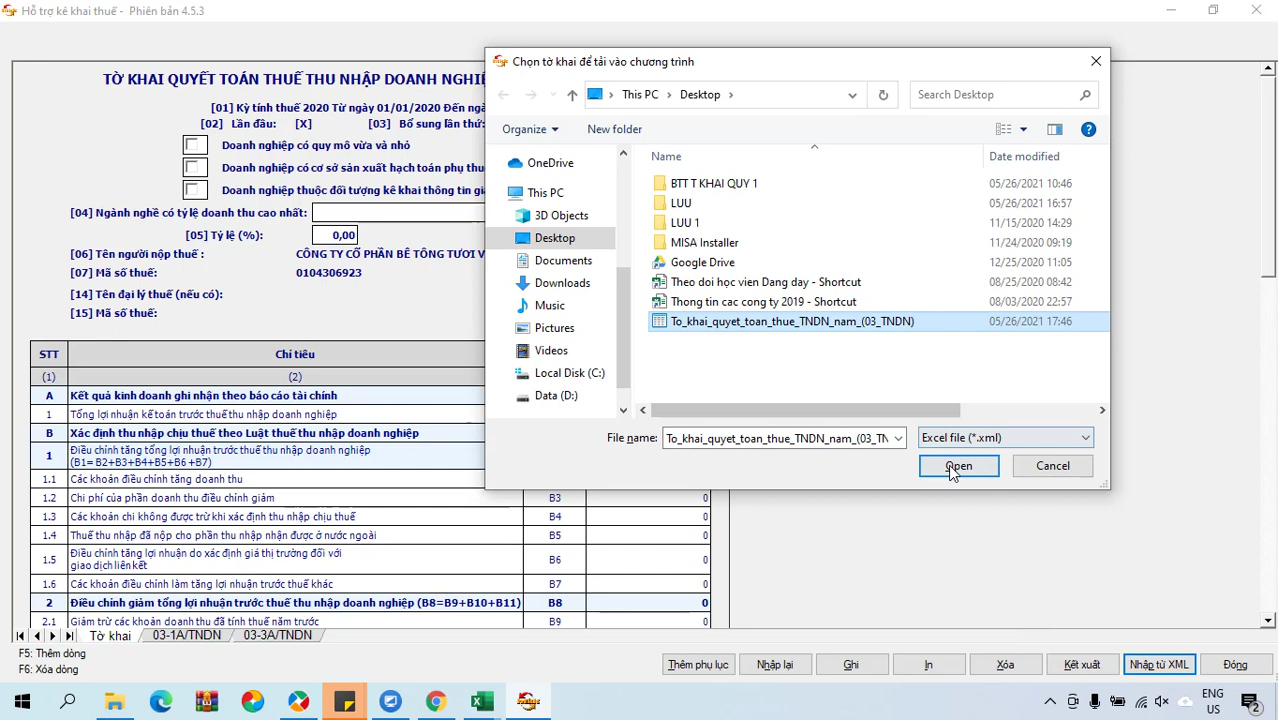 Hỗ trợ kê khai thuế - Phiên bản 4.5.3
TỜ KHAI QUYẾT TOÁN THUẾ THU NHẬP DOANH NGHIỆ
[01] Kỳ tính thuế 2020 Từ ngày 01/01/2020 Đến ng
[02] Lần đầu: [X] [03] Bổ sung lần thứ:
Doanh nghiệp có quy mô vừa và nhỏ
Doanh nghiệp có cơ sở sản xuất hạch toán phụ thu
Doanh nghiệp thuộc đối tượng kê khai thông tin gi
[04] Ngành nghề có tỷ lệ doanh thu cao nhất:
[05] Tỷ lệ (%): 0,00
[06] Tên người nộp thuế : CÔNG TY CỔ PHẦN BÊ TÔNG TƯƠI V
[07] Mã số thuế: 0104306923
[14] Tên đại lý thuế (nếu có):
[15] Mã số thuế:
STT Chỉ tiêu
(1) (2)
A Kết quả kinh doanh ghi nhận theo báo cáo tài chính
1 Tổng lợi nhuận kế toán trước thuế thu nhập doanh nghiệp
B Xác định thu nhập chịu thuế theo Luật thuế thu nhập doanh nghiệp
1 Điều chỉnh tăng tổng lợi nhuận trước thuế thu nhập doanh nghiệp
(B1= B2+B3+B4+B5+B6 +B7)
1.1 Các khoản điều chỉnh tăng doanh thu
1.2 Chi phí của phần doanh thu điều chỉnh giảm B3 0
1.3 Các khoản chi không được trừ khi xác định thu nhập chịu thuế B4 0
1.4 Thuế thu nhập đã nộp cho phần thu nhập nhận được ở nước ngoài B5 0
1.5 Điều chỉnh tăng lợi nhuận do xác định giá thị trường đối với
giao dịch liên kết B6 0
1.6 Các khoản điều chỉnh làm tăng lợi nhuận trước thuế khác B7 0
2 Điều chỉnh giảm tổng lợi nhuận trước thuế thu nhập doanh nghiệp (B8=B9+B10+B11) B8 0
2.1 Giảm trừ các khoản doanh thu đã tính thuế năm trước B9 0
Tờ khai 03-1A/TNDN 03-3A/TNDN
F5: Thêm dòng
F6: Xóa dòng
Thêm phụ lục Nhập lại Ghi In Xóa Kết xuất Nhập từ XML Đóng
Chọn tờ khai để tải vào chương trình
This PC Desktop Search Desktop
Organize New folder
OneDrive
This PC
3D Objects
Desktop
Documents
Downloads
Music
Pictures
Videos
Local Disk (C:)
Data (D:)
Name Date modified
BTT T KHAI QUY 1 05/26/2021 10:46
LUU 05/26/2021 16:57
LUU 1 11/15/2020 14:29
MISA Installer 11/24/2020 09:19
Google Drive 12/25/2020 11:05
Theo doi hoc vien Dang day - Shortcut 08/25/2020 08:42
Thong tin cac cong ty 2019 - Shortcut 08/03/2020 22:57
To_khai_quyet_toan_thue_TNDN_nam_(03_TNDN) 05/26/2021 17:46
File name: To_khai_quyet_toan_thue_TNDN_nam_(03_TN Excel file (*.xml)
Open Cancel
ENG
US
2